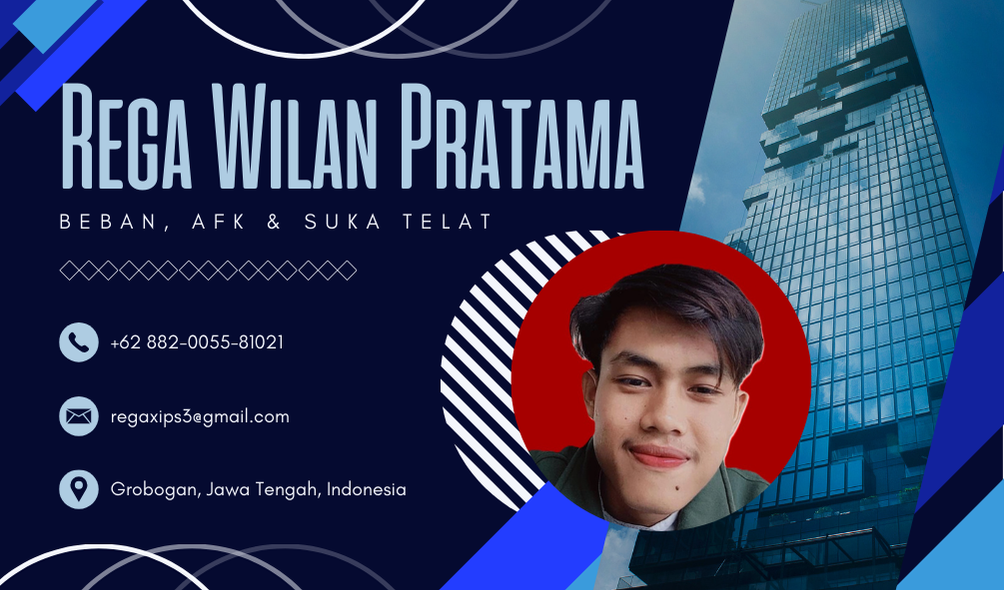 Rega Wilan Pratama
BEBAN, AFK & SUKA TELAT
+62 882-0055-81021
regaxips3@gmail.com
Grobogan, Jawa Tengah, Indonesia